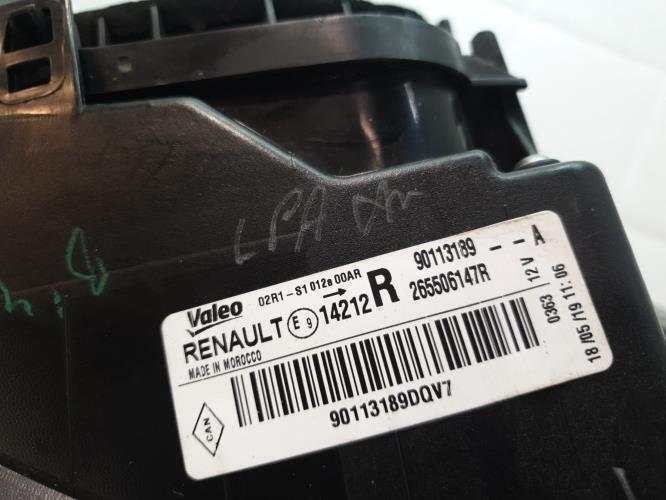 LPA
Valeo 02R1-S1 012a 00AR R 90113189 - - A
RENAULT E9 14212 265506147R
MADE IN MOROCCO
0363 / 12V
18/05/19 11:06
CAN
90113189DQV7